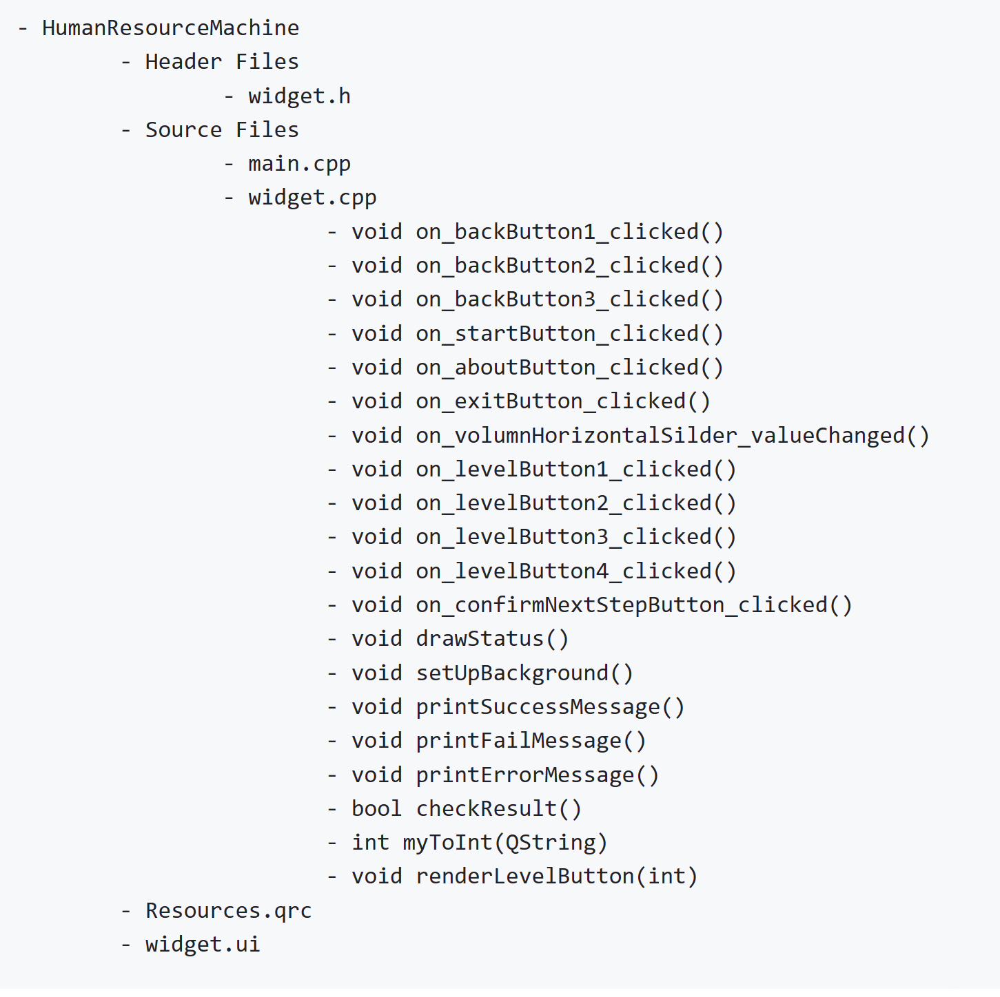 - HumanResourceMachine
- Header Files
- widget.h
- Source Files
- main.cpp
- widget.cpp
- void on_backButton1_clicked()
- void on_backButton2_clicked()
- void on_backButton3_clicked()
- void on_startButton_clicked()
- void on_aboutButton_clicked()
- void on_exitButton_clicked()
- void on_volumnHorizontalSilder_valueChanged()
- void on_levelButton1_clicked()
- void on_levelButton2_clicked()
- void on_levelButton3_clicked()
- void on_levelButton4_clicked()
- void on_confirmNextStepButton_clicked()
- void drawStatus()
- void setUpBackground()
- void printSuccessMessage()
- void printFailMessage()
- void printErrorMessage()
- bool checkResult()
- int myToInt(QString)
- void renderLevelButton(int)
- Resources.qrc
- widget.ui